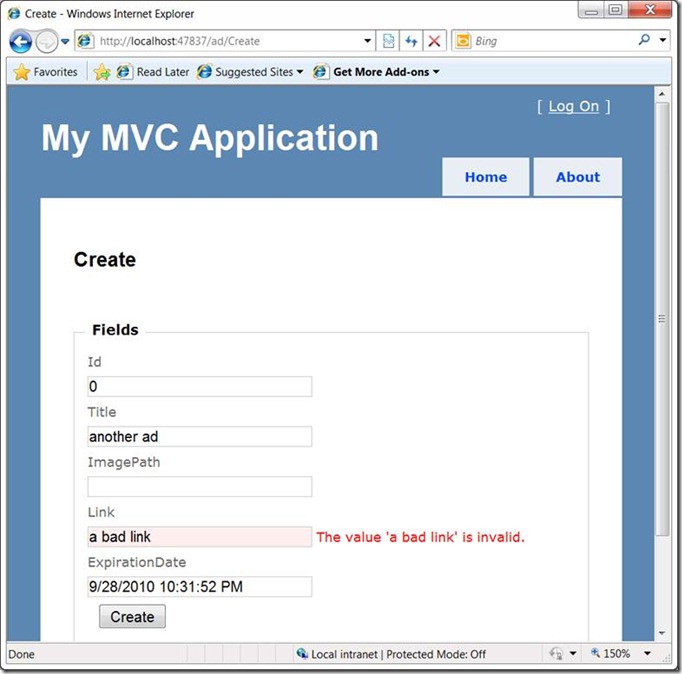 Create - Windows Internet Explorer
http://localhost:47837/ad/Create
Bing
Favorites Read Later Suggested Sites Get More Add-ons
[ Log On ]
My MVC Application
Home About
Create
Fields
Id
0
Title
another ad
ImagePath
Link
a bad link The value 'a bad link' is invalid.
ExpirationDate
9/28/2010 10:31:52 PM
Create
Done Local intranet | Protected Mode: Off 150%